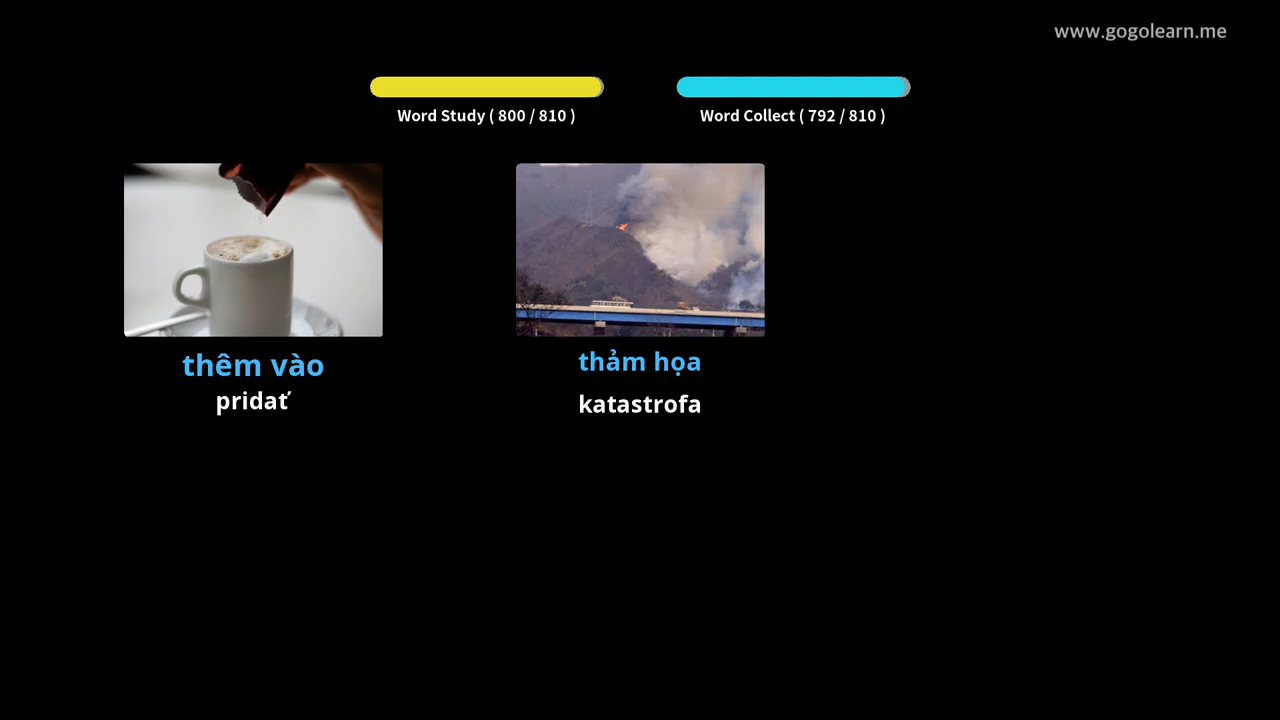 www.gogolearn.me
Word Study ( 800 / 810 )
Word Collect ( 792 / 810 )
thêm vào
pridať
thảm họa
katastrofa